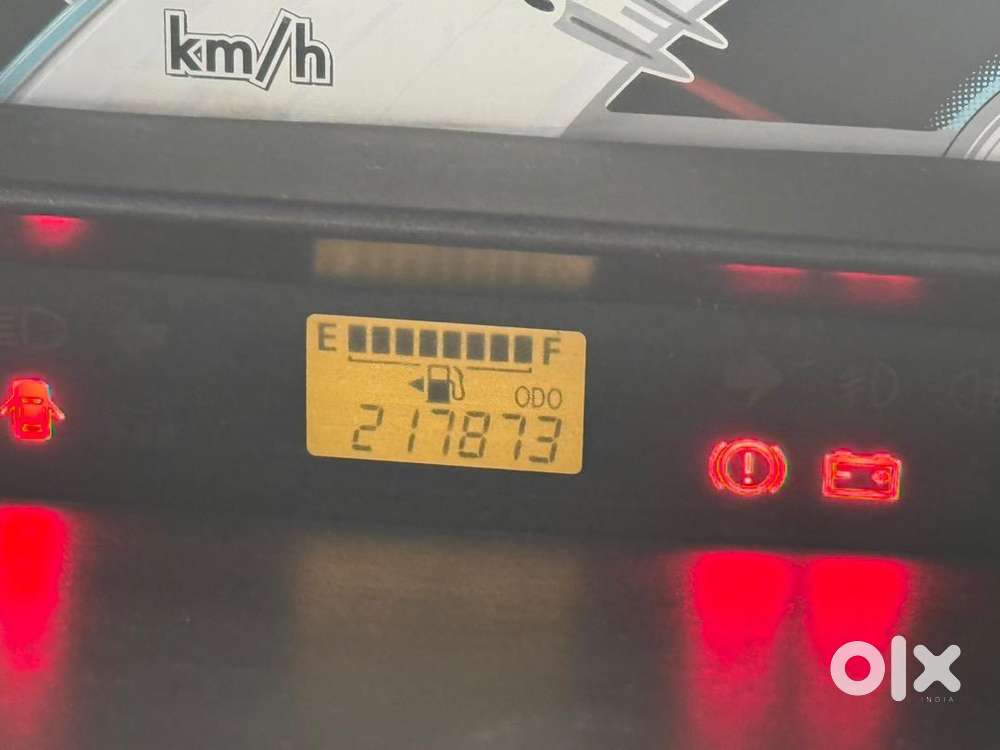 km/h
E F
ODO
217873
olx
INDIA